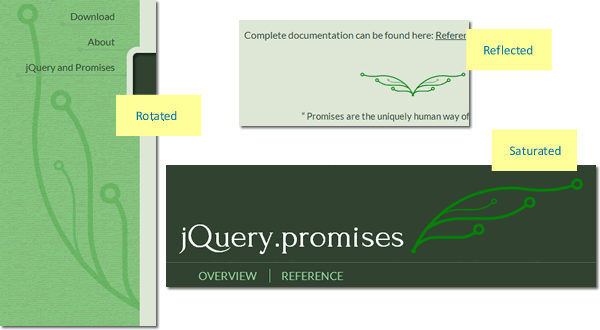 Download
About
jQuery and Promises
Rotated
Complete documentation can be found here: Referen
Reflected
“ Promises are the uniquely human way of
Saturated
jQuery.promises
OVERVIEW | REFERENCE